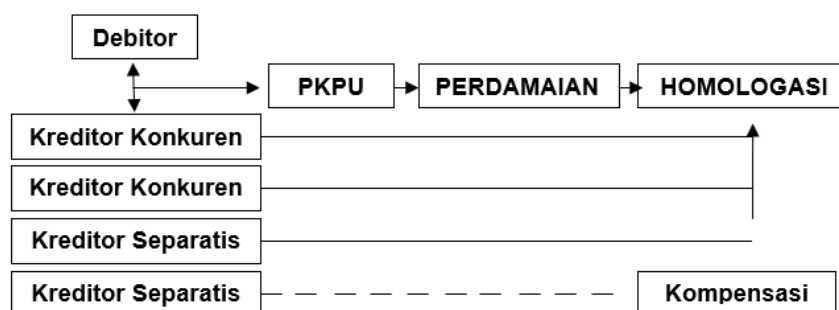 Debitor
PKPU
PERDAMAIAN
HOMOLOGASI
Kreditor Konkuren
Kreditor Konkuren
Kreditor Separatis
Kreditor Separatis
Kompensasi